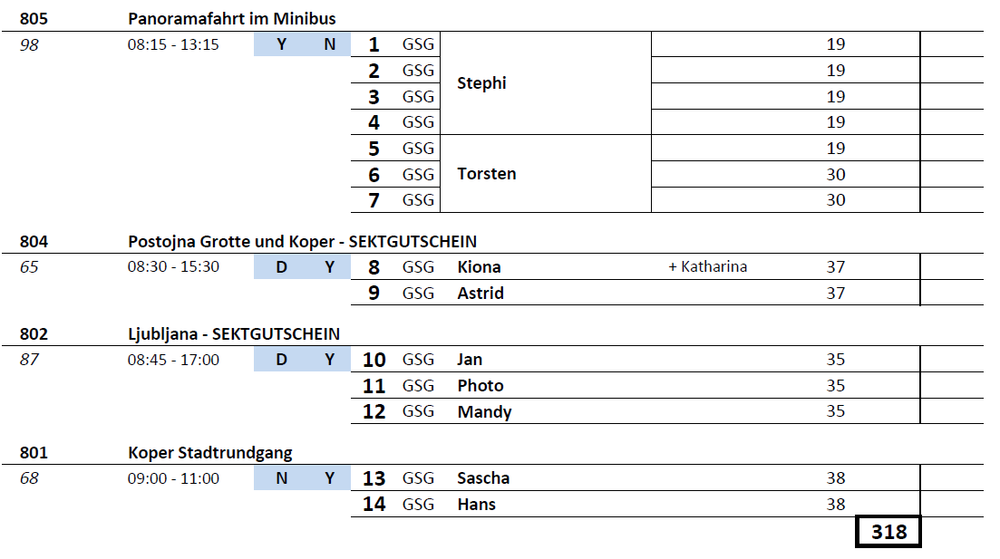 805 Panoramafahrt im Minibus
98 08:15 - 13:15 Y N 1 GSG 19
2 GSG 19
Stephi
3 GSG 19
4 GSG 19
5 GSG 19
6 GSG Torsten 30
7 GSG 30
804 Postojna Grotte und Koper - SEKTGUTSCHEIN
65 08:30 - 15:30 D Y 8 GSG Kiona + Katharina 37
9 GSG Astrid 37
802 Ljubljana - SEKTGUTSCHEIN
87 08:45 - 17:00 D Y 10 GSG Jan 35
11 GSG Photo 35
12 GSG Mandy 35
801 Koper Stadtrundgang
68 09:00 - 11:00 N Y 13 GSG Sascha 38
14 GSG Hans 38
318